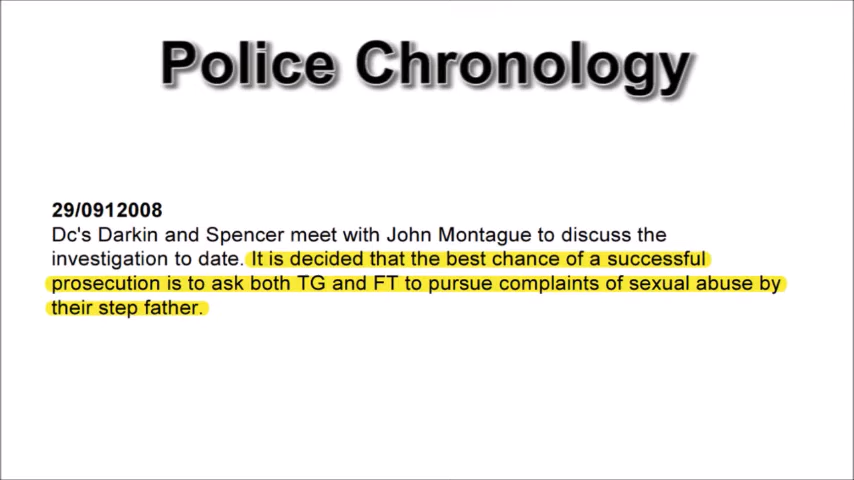 Police Chronology
29/0912008
Dc's Darkin and Spencer meet with John Montague to discuss the
investigation to date. It is decided that the best chance of a successful
prosecution is to ask both TG and FT to pursue complaints of sexual abuse by
their step father.